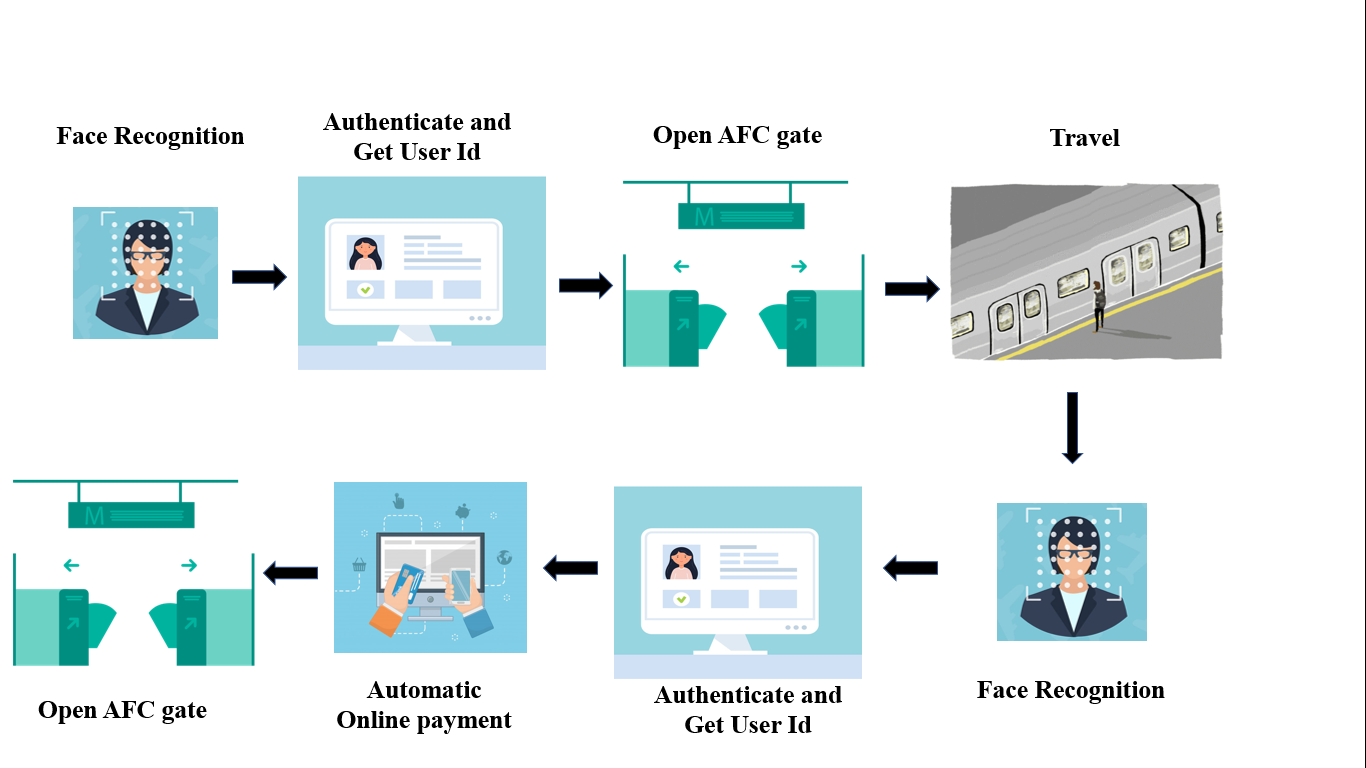 Face Recognition
Authenticate and
Get User Id
Open AFC gate
M
Travel
M
Open AFC gate
Automatic
Online payment
Authenticate and
Get User Id
Face Recognition